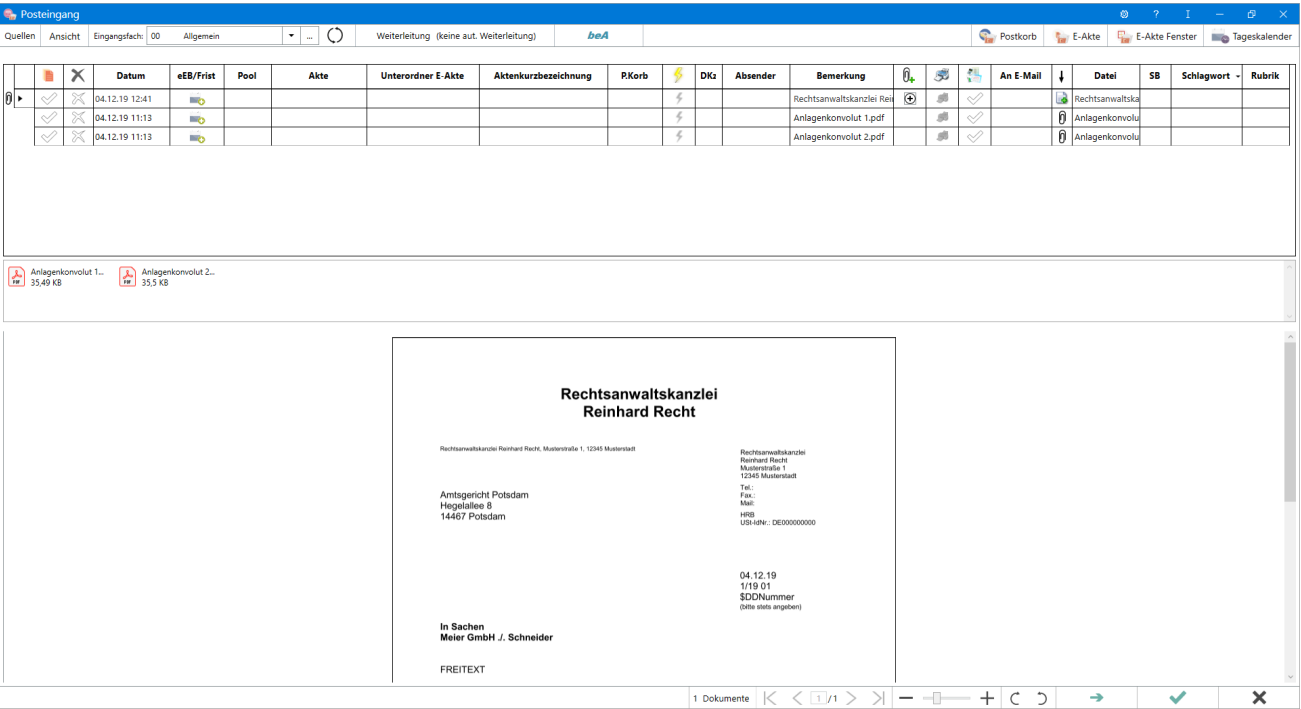 Posteingang
? I
Quellen Ansicht Eingangsfach: 00 Allgemein ... Weiterleitung (keine aut. Weiterleitung) beA Postkorb E-Akte E-Akte Fenster Tageskalender
Datum eEB/Frist Pool Akte Unterordner E-Akte Aktenkurzbezeichnung P.Korb DKz Absender Bemerkung An E-Mail Datei SB Schlagwort Rubrik
04.12.19 12:41 Rechtsanwaltskanzlei Rei Rechtsanwaltska
04.12.19 11:13 Anlagenkonvolut 1.pdf Anlagenkonvolu
04.12.19 11:13 Anlagenkonvolut 2.pdf Anlagenkonvolu
Anlagenkonvolut 1... Anlagenkonvolut 2...
PDF 35,49 KB PDF 35,5 KB
Rechtsanwaltskanzlei
Reinhard Recht
Rechtsanwaltskanzlei Reinhard Recht, Musterstraße 1, 12345 Musterstadt
Rechtsanwaltskanzlei
Reinhard Recht
Musterstraße 1
12345 Musterstadt
Tel.:
Fax.:
Mail:
HRB
USt-IdNr.: DE000000000
Amtsgericht Potsdam
Hegelallee 8
14467 Potsdam
04.12.19
1/19 01
$DDNummer
(bitte stets angeben)
In Sachen
Meier GmbH ./. Schneider
FREITEXT
1 Dokumente 1 /1